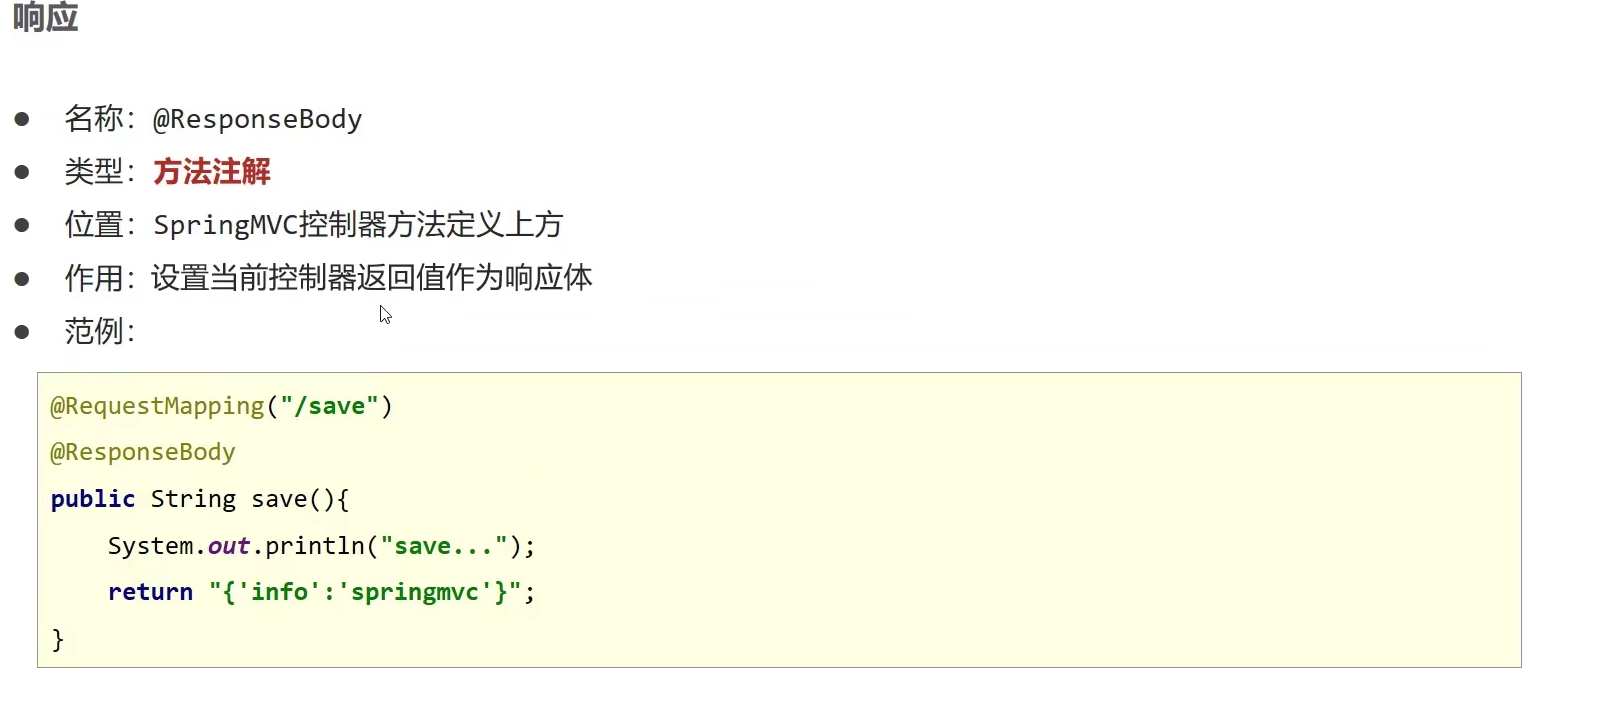 响应
● 名称：@ResponseBody
● 类型：方法注解
● 位置：SpringMVC控制器方法定义上方
● 作用：设置当前控制器返回值作为响应体
● 范例：
@RequestMapping("/save")
@ResponseBody
public String save(){
    System.out.println("save...");
    return "{'info':'springmvc'}";
}